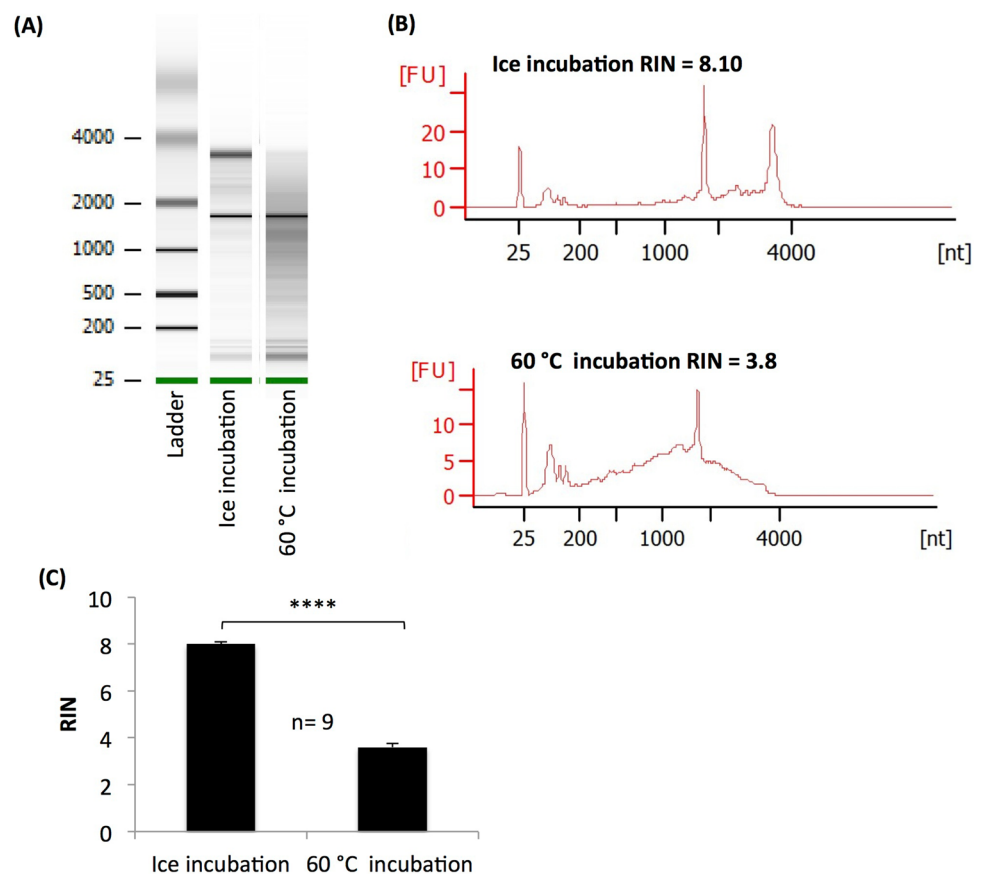 (A)
4000
2000
1000
500
200
25
Ladder
Ice incubation
60 °C incubation
(B)
Ice incubation RIN = 8.10
[FU]
20
10
0
25 200 1000 4000 [nt]
60 °C incubation RIN = 3.8
[FU]
10
5
0
25 200 1000 4000 [nt]
(C)
RIN
10
8
6
4
2
0
****
n= 9
Ice incubation 60 °C incubation